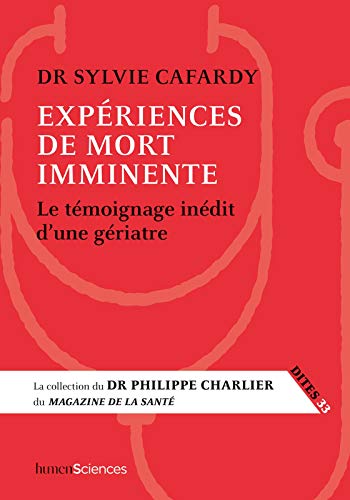 DR SYLVIE CAFARDY
EXPÉRIENCES
DE MORT
IMMINENTE
Le témoignage inédit
d'une gériatre
La collection du DR PHILIPPE CHARLIER
du MAGAZINE DE LA SANTÉ
DITES 33
humenSciences